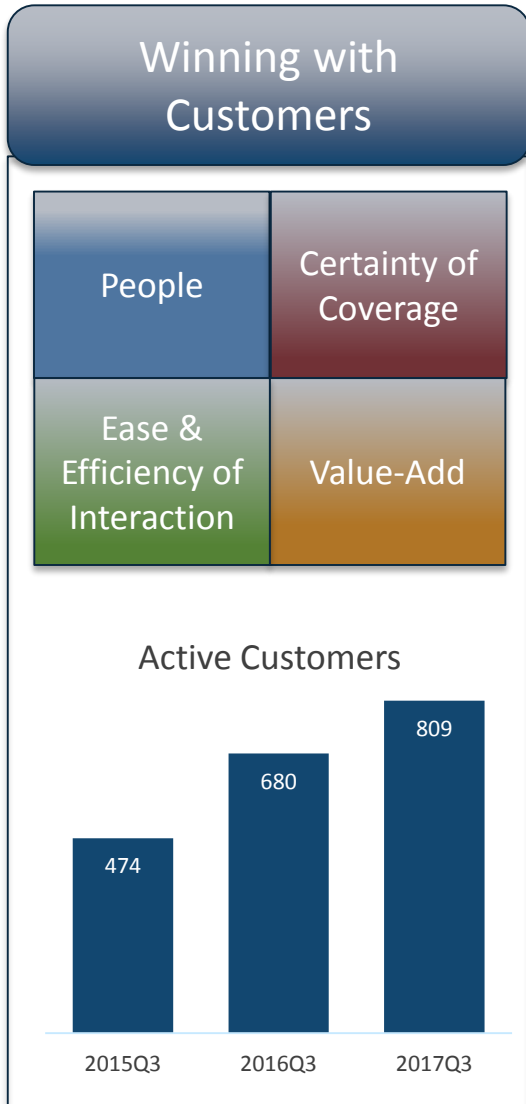 Winning with
Customers
People
Certainty of
Coverage
Ease &
Efficiency of
Interaction
Value-Add
Active Customers
809
680
474
2015Q3
2016Q3
2017Q3